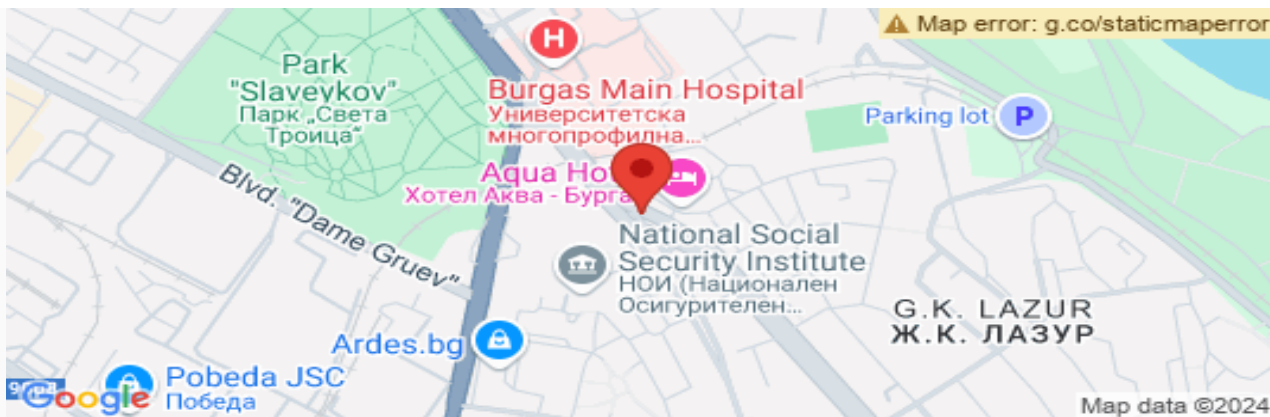 Map error: g.co/staticmaperror
H
Park
"Slaveykov"
Парк „Света
Троица“
Burgas Main Hospital
Университетска
многопрофилна...
Parking lot
P
Aqua
Хотел Аква -
Blvd. "Dame Gruev"
National Social
Security Institute
НОИ (Национален
Осигурителен...
G.K. LAZUR
Ж.К. ЛАЗУР
Ardes.bg
Pobeda JSC
Победа
Google
Map data ©2024